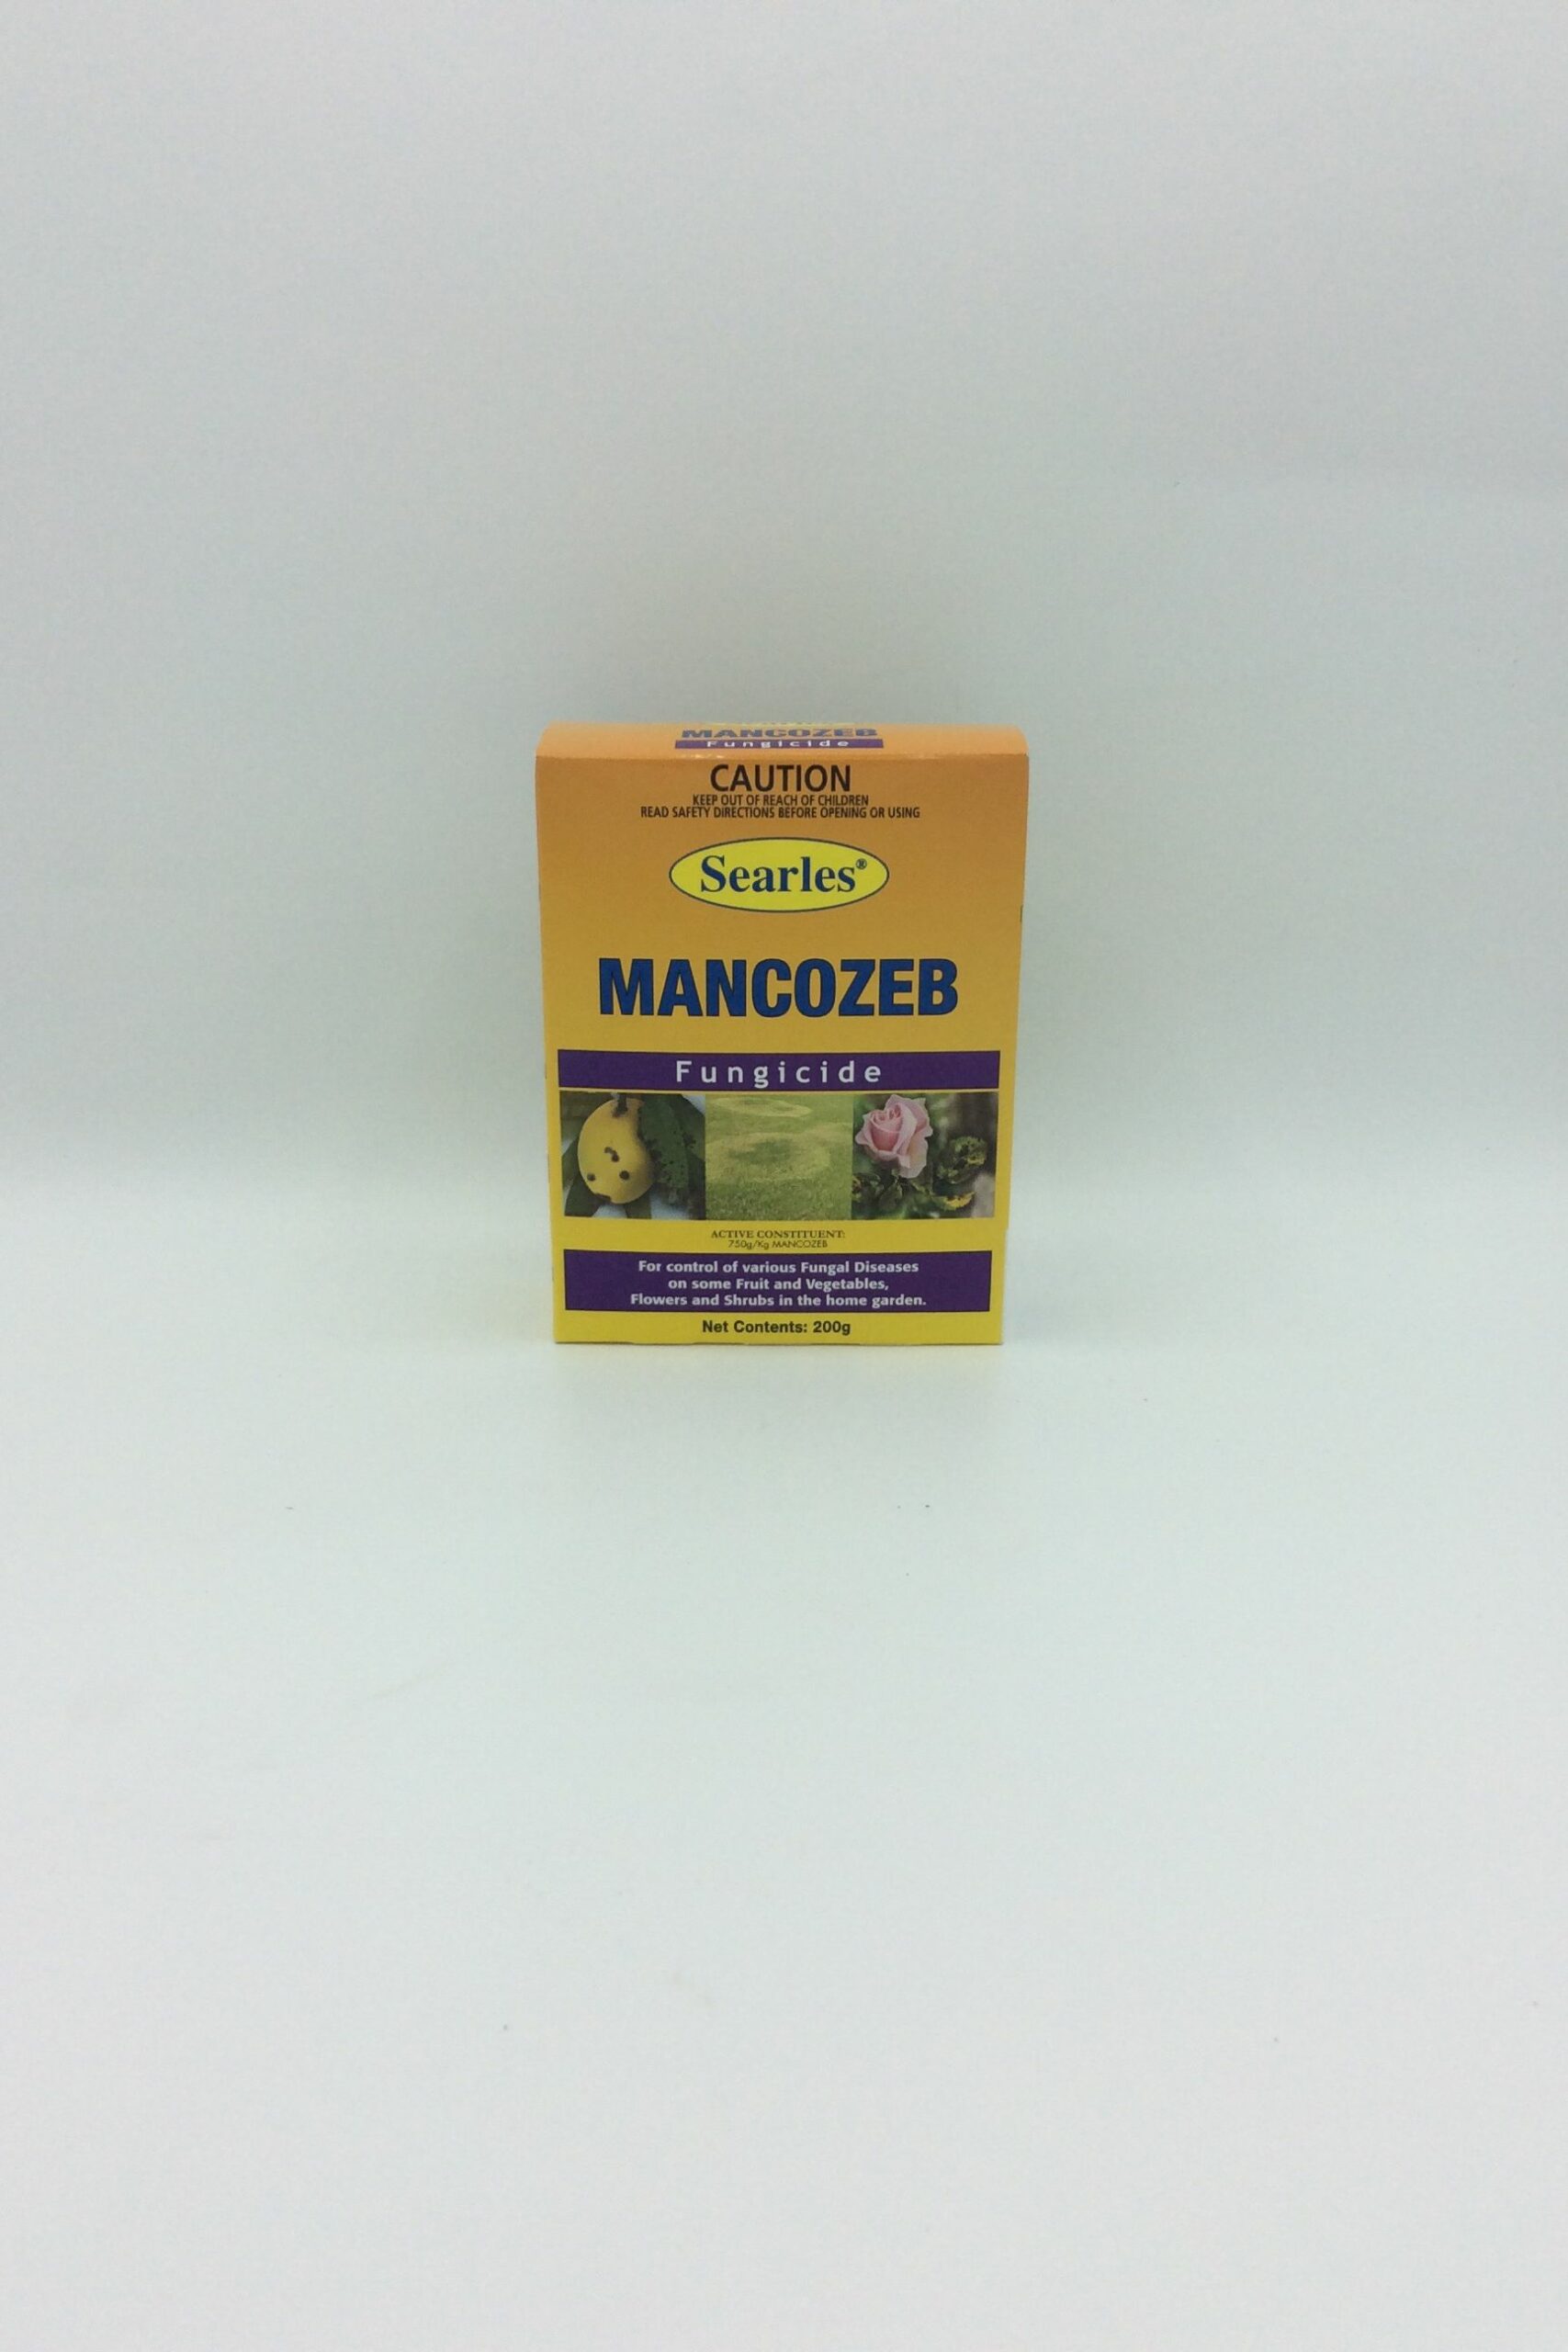 MANCOZEB
Fungicide
CAUTION
KEEP OUT OF REACH OF CHILDREN
READ SAFETY DIRECTIONS BEFORE OPENING OR USING
Searles®
MANCOZEB
Fungicide
ACTIVE CONSTITUENT:
750g/Kg MANCOZEB
For control of various Fungal Diseases
on some Fruit and Vegetables,
Flowers and Shrubs in the home garden.
Net Contents: 200g